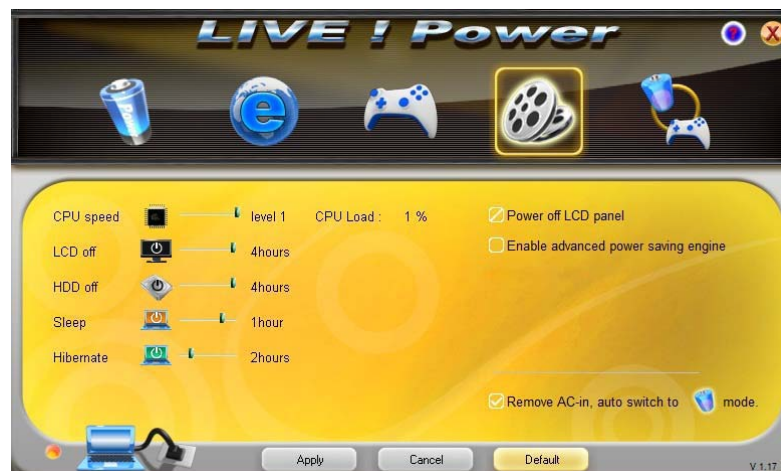 LIVE ! Power
?
X
Power
e
CPU speed level 1 CPU Load : 1 %
LCD off 4hours
HDD off 4hours
Sleep 1hour
Hibernate 2hours
Power off LCD panel
Enable advanced power saving engine
Remove AC-in, auto switch to mode.
Apply Cancel Default
V 1.17